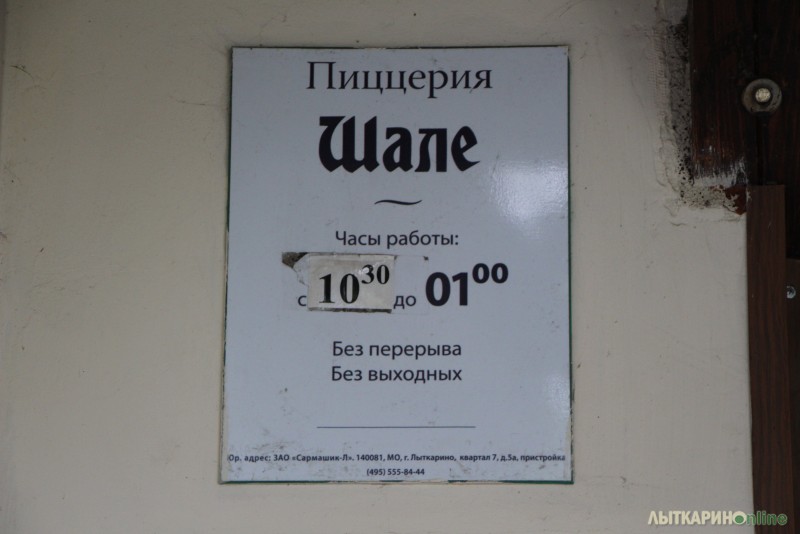 Пиццерия
Шале
Часы работы:
с 10³⁰ до 01⁰⁰
Без перерыва
Без выходных
Юр. адрес: ЗАО «Сармашик-Л». 140081, МО, г. Лыткарино, квартал 7, д.5а, пристройка
(495) 555-84-44
ЛЫТКАРИНОonline